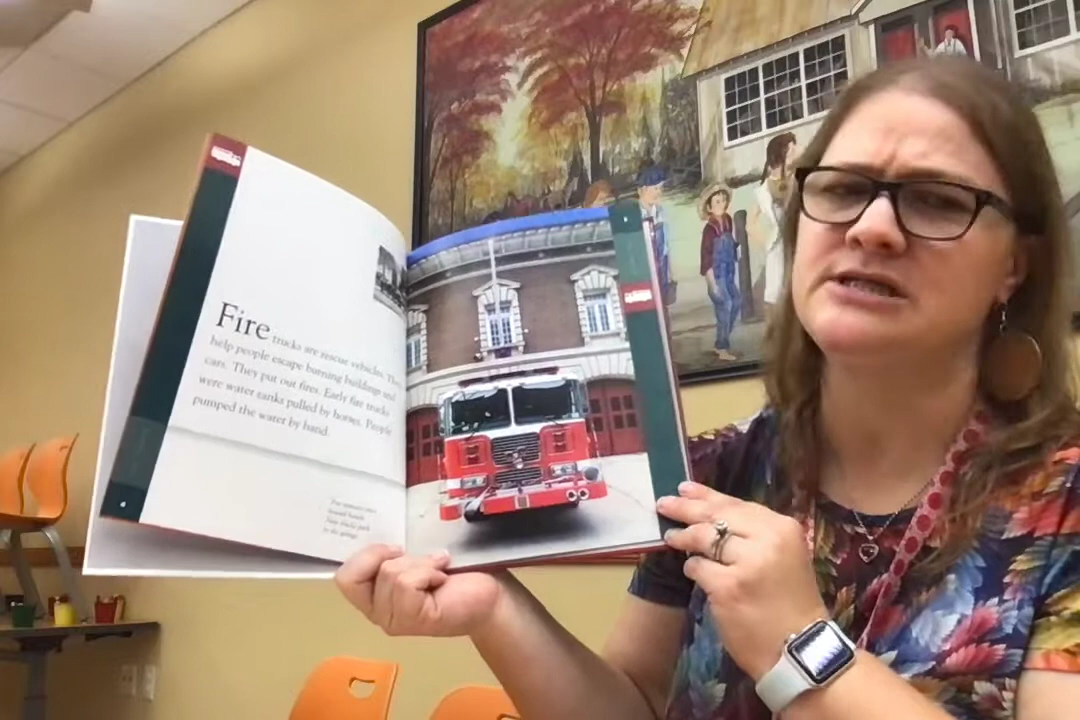 Fire trucks are rescue vehicles. They
help people escape burning buildings and
cars. They put out fires. Early fire trucks
were water tanks pulled by horses. People
pumped the water by hand.